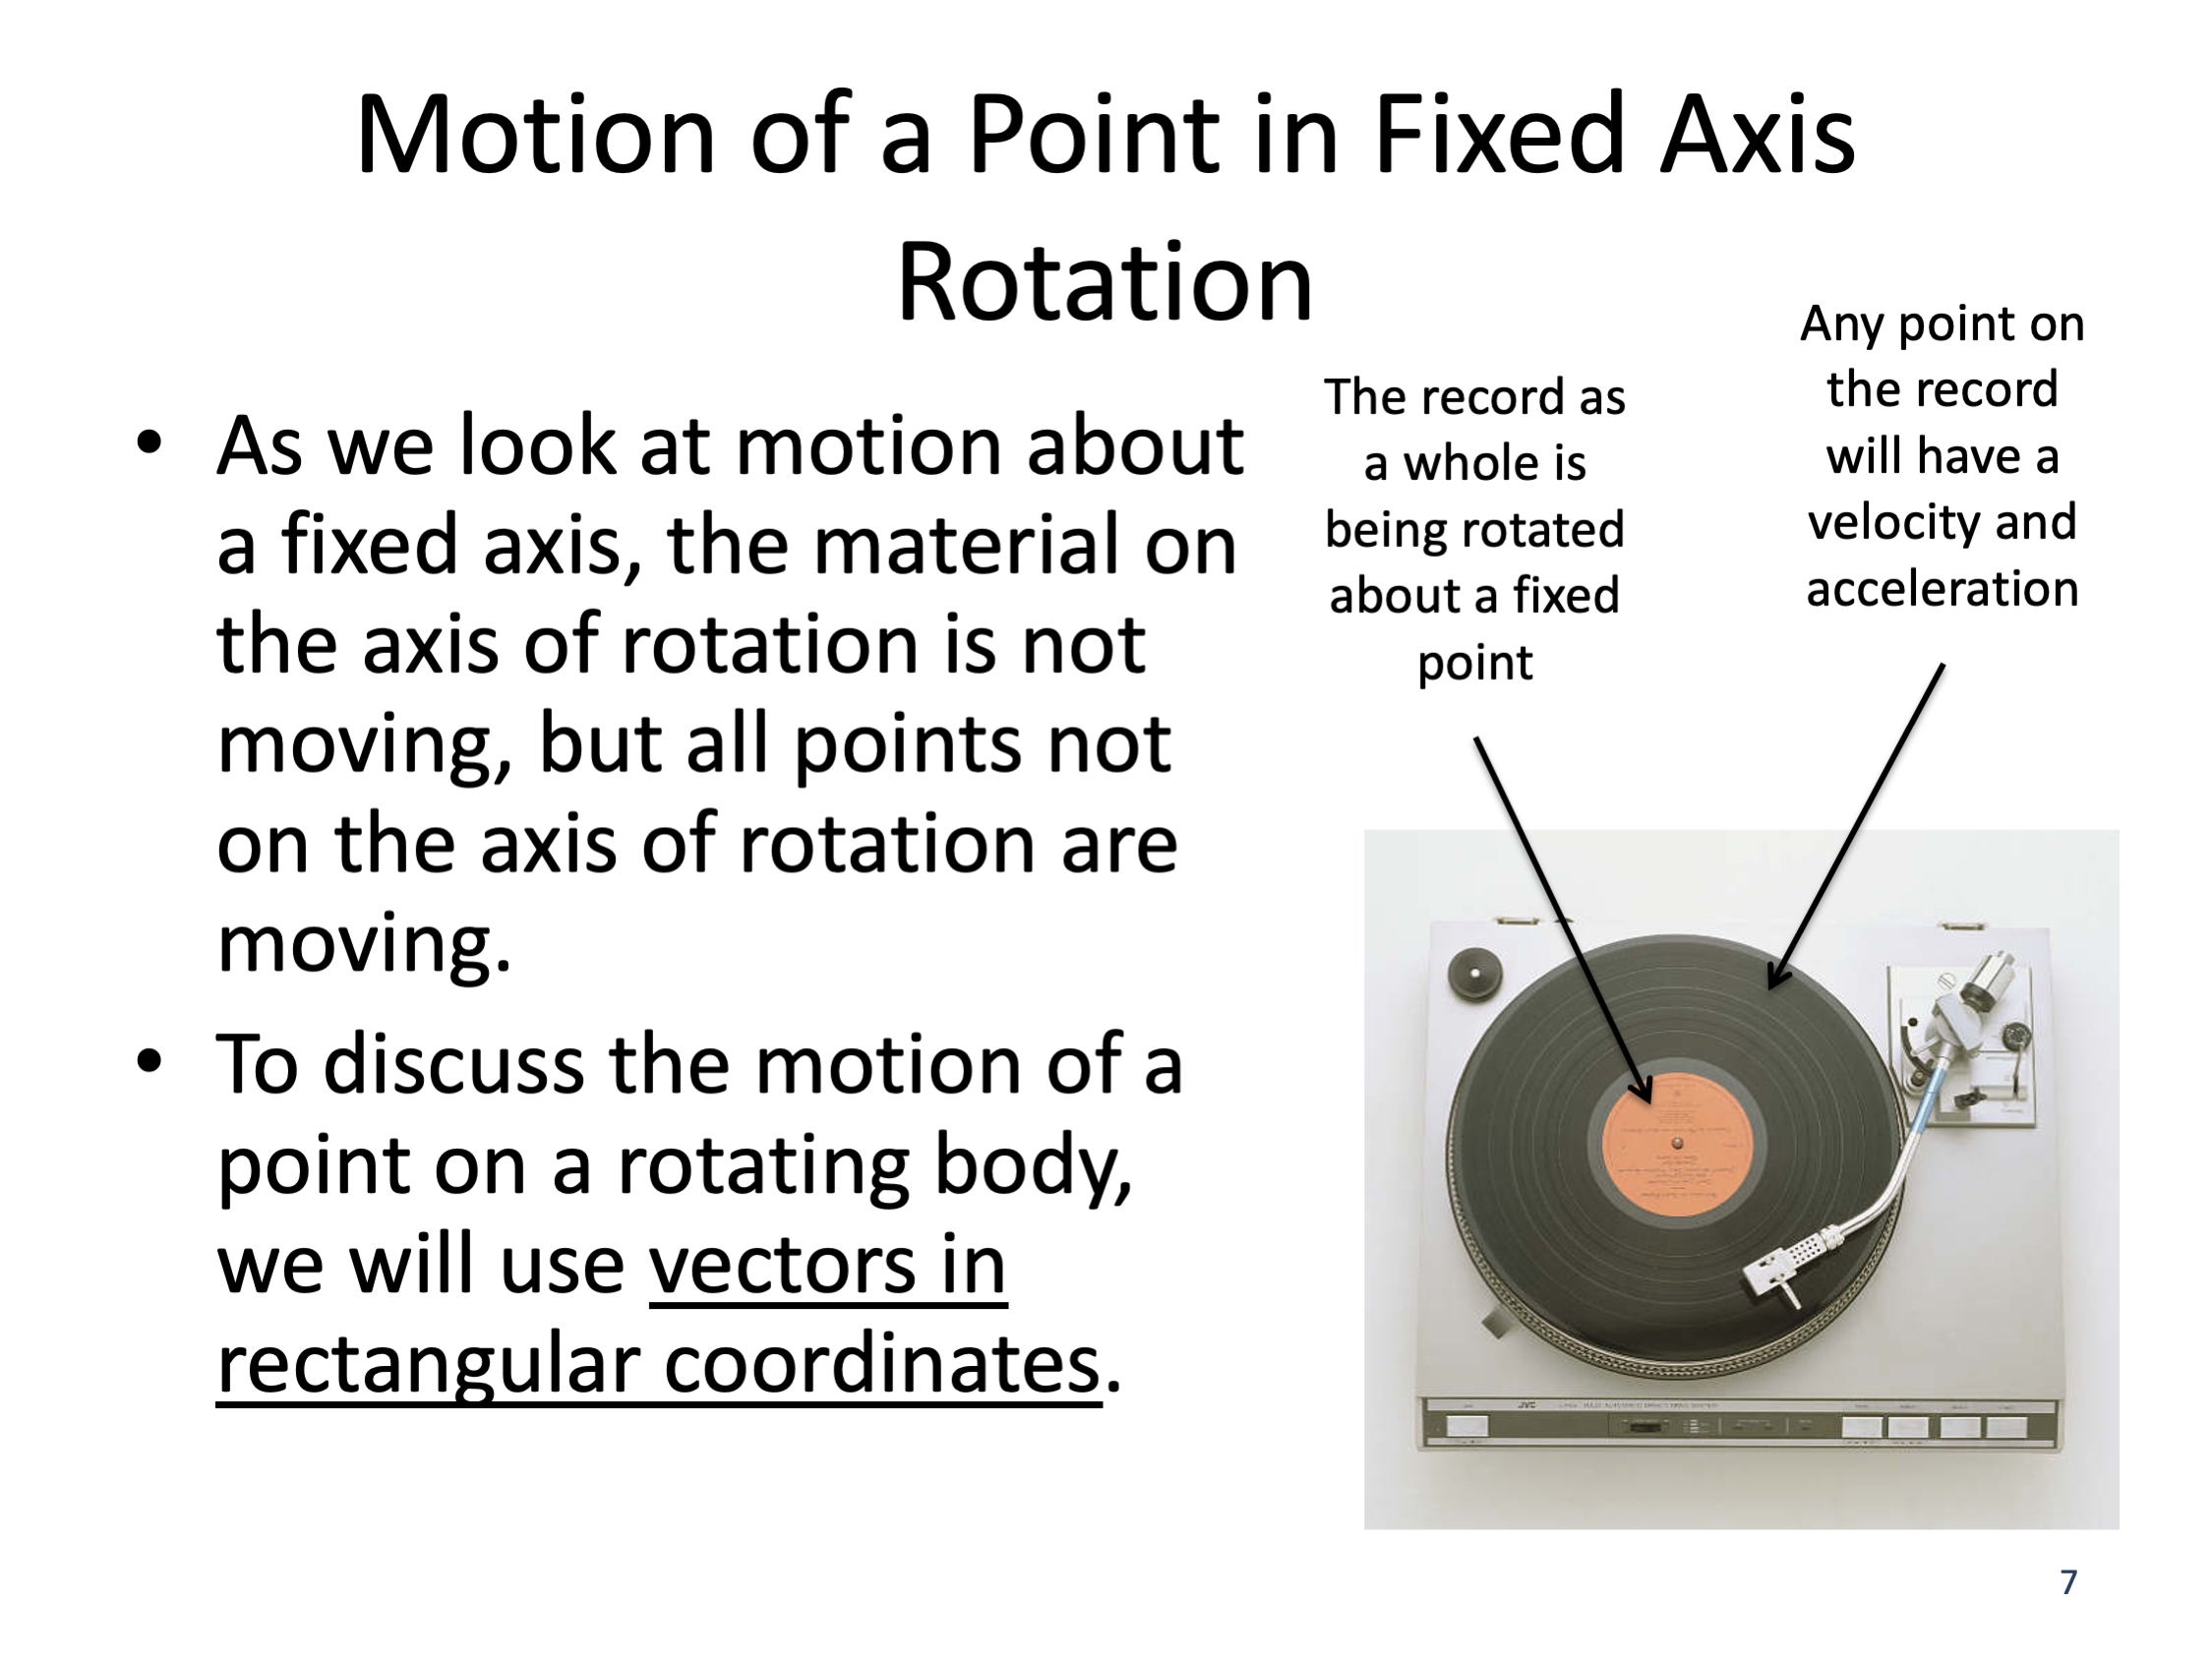 Motion of a Point in Fixed Axis
Rotation
• As we look at motion about
a fixed axis, the material on
the axis of rotation is not
moving, but all points not
on the axis of rotation are
moving.
• To discuss the motion of a
point on a rotating body,
we will use vectors in
rectangular coordinates.
The record as
a whole is
being rotated
about a fixed
point
Any point on
the record
will have a
velocity and
acceleration
JVC
7